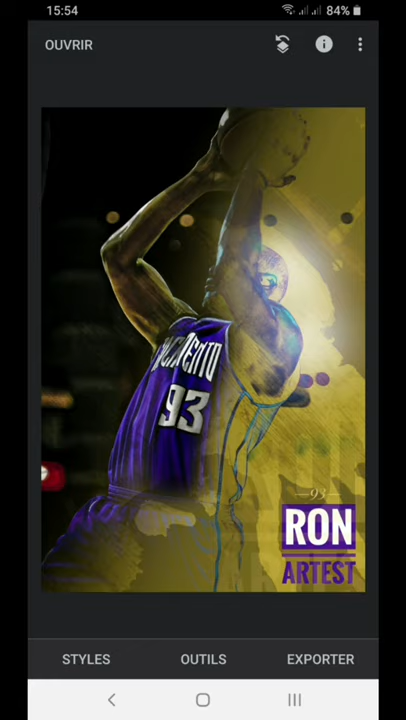 15:54
84%
OUVRIR
SACRAMENTO
93
93
RON
ARTEST
STYLES
OUTILS
EXPORTER